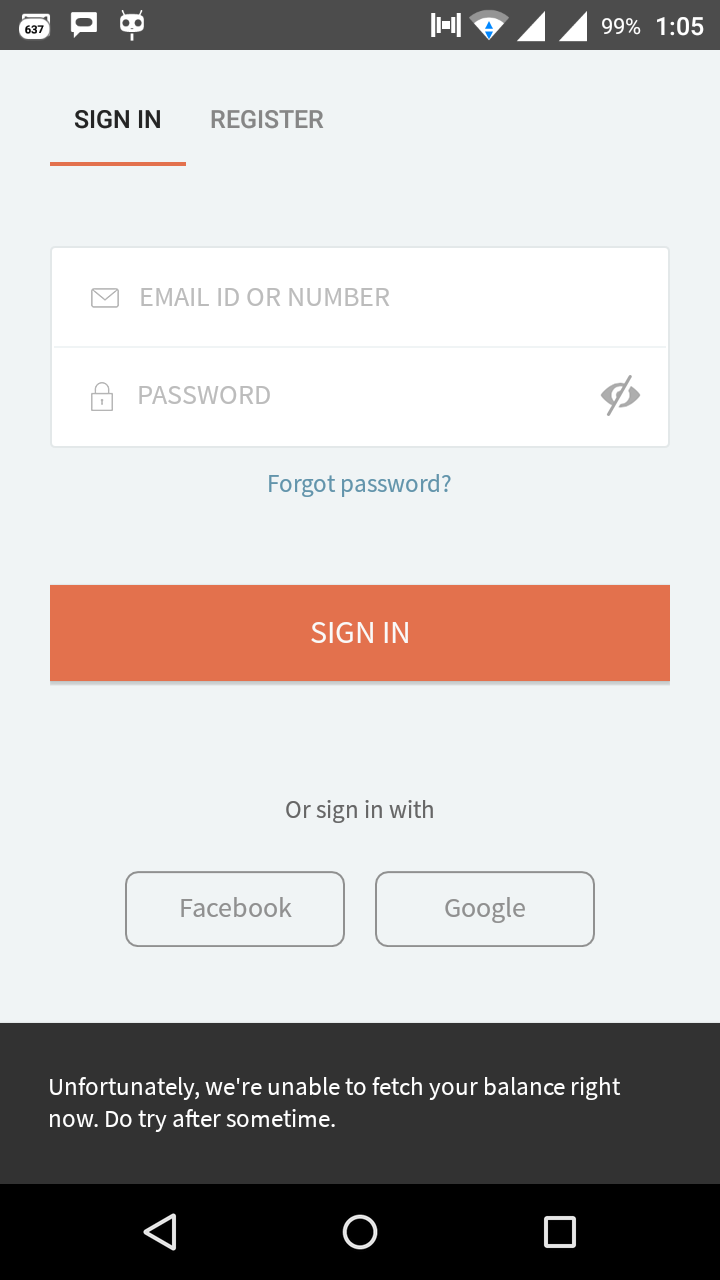 637
99% 1:05
SIGN IN REGISTER
EMAIL ID OR NUMBER
PASSWORD
Forgot password?
SIGN IN
Or sign in with
Facebook Google
Unfortunately, we're unable to fetch your balance right
now. Do try after sometime.